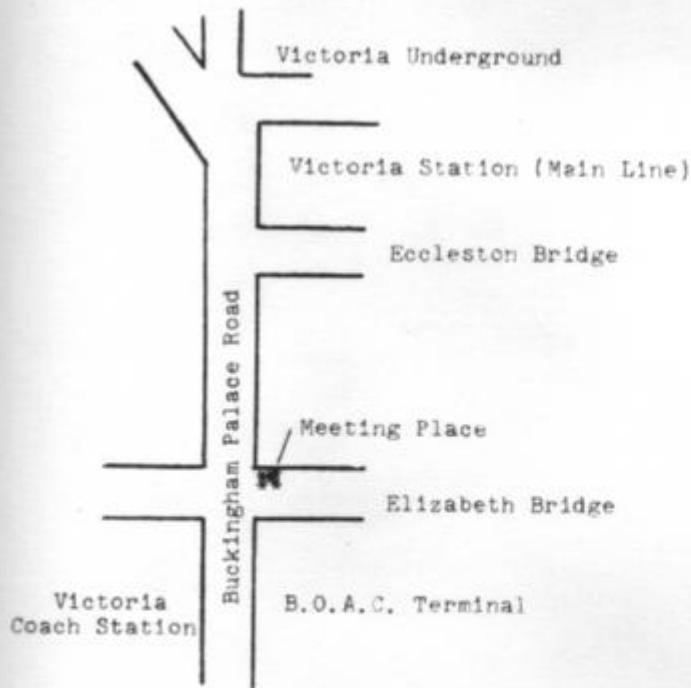 Victoria Underground
Victoria Station (Main Line)
Eccleston Bridge
Buckingham Palace Road
Meeting Place
Elizabeth Bridge
Victoria
Coach Station
B.O.A.C. Terminal